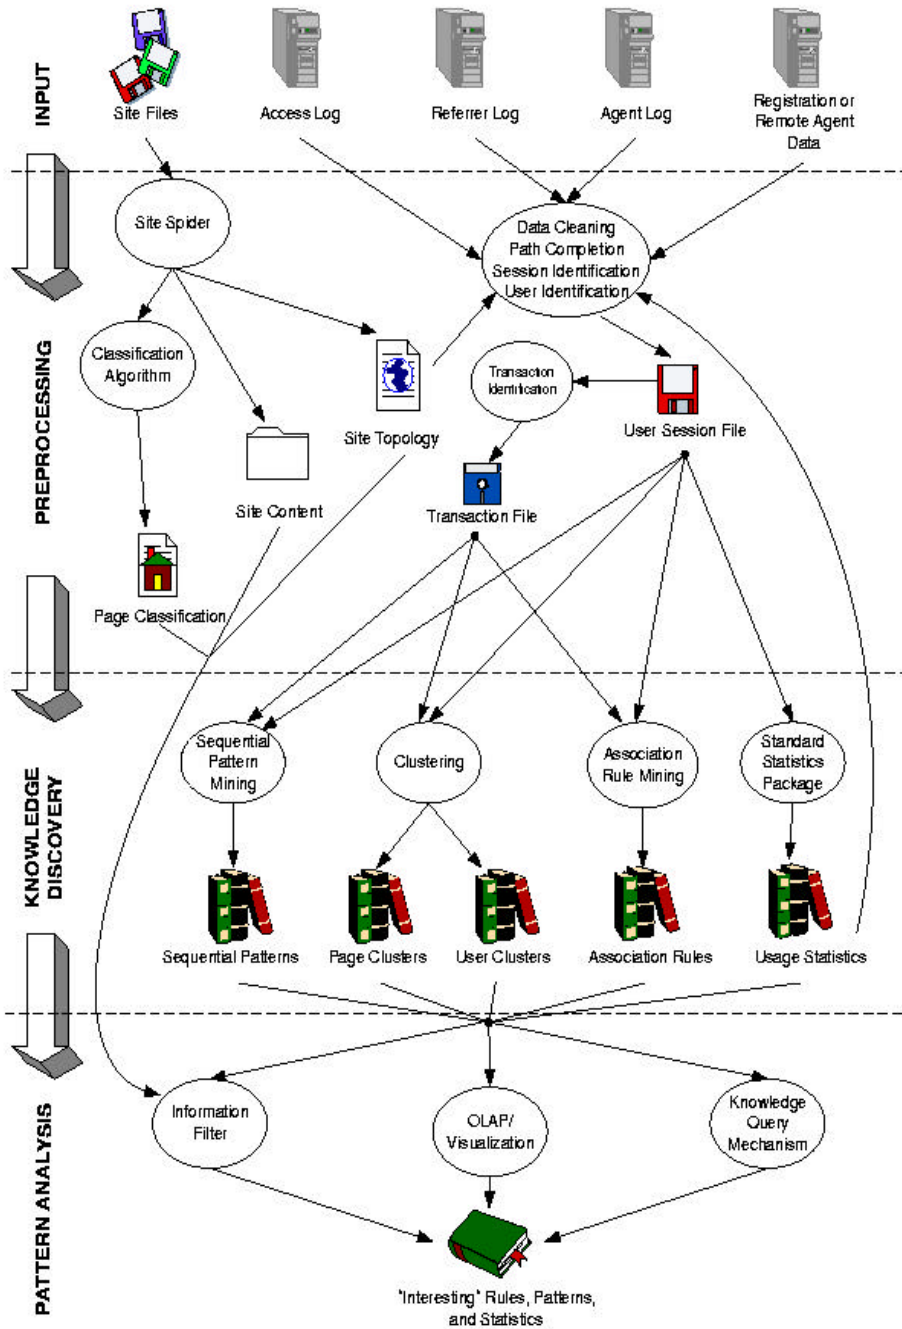 INPUT
Site Files
Access Log
Referrer Log
Agent Log
Registration or
Remote Agent
Data
PREPROCESSING
Site Spider
Data Cleaning
Path Completion
Session Identification
User Identification
Classification
Algorithm
Transaction
Identification
Site Topology
User Session File
Site Content
Transaction File
Page Classification
KNOWLEDGE
DISCOVERY
Sequential
Pattern
Mining
Clustering
Association
Rule Mining
Standard
Statistics
Package
Sequential Patterns
Page Clusters
User Clusters
Association Rules
Usage Statistics
PATTERN ANALYSIS
Information
Filter
OLAP/
Visualization
Knowledge
Query
Mechanism
"Interesting" Rules, Patterns,
and Statistics